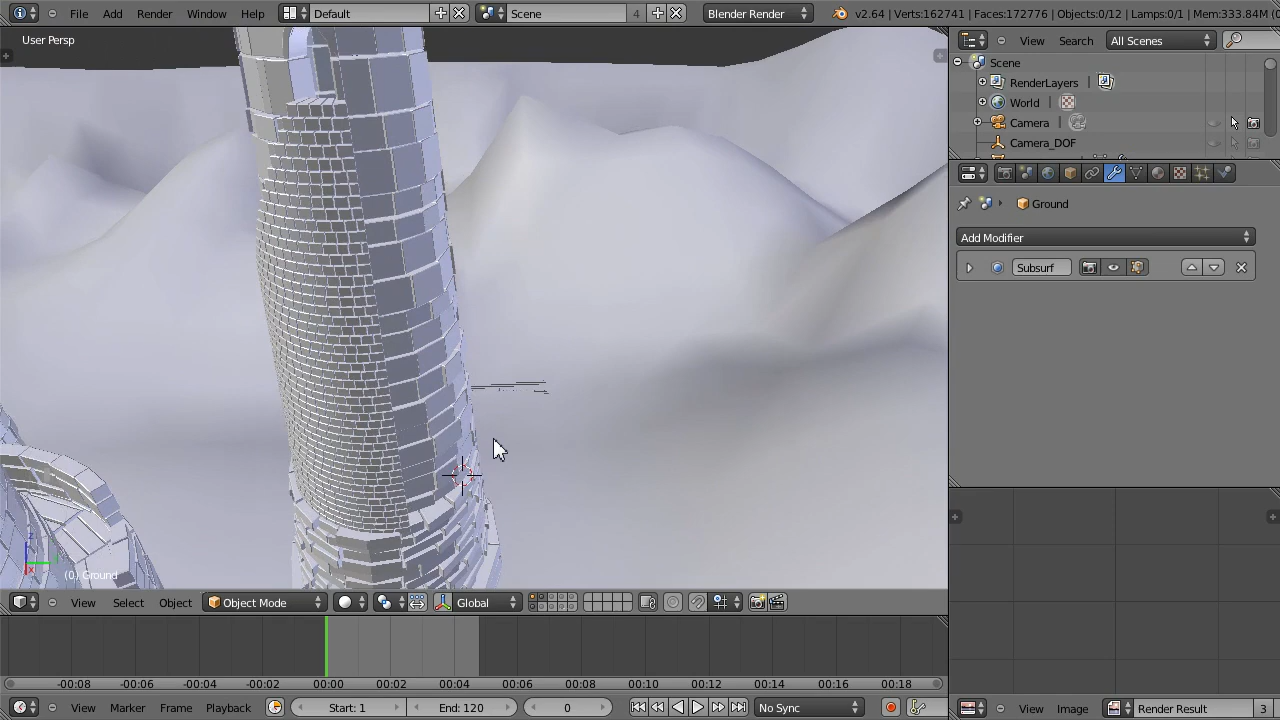 File Add Render Window Help Default Scene 4 Blender Render v2.64 | Verts:162741 | Faces:172776 | Objects:0/12 | Lamps:0/1 | Mem:333.84M (0
User Persp
View Search All Scenes
Scene
RenderLayers |
World |
Camera |
Camera_DOF
Ground
Add Modifier
Subsurf
z
x
(0) Ground
View Select Object Object Mode Global
-00:08 -00:06 -00:04 -00:02 00:00 00:02 00:04 00:06 00:08 00:10 00:12 00:14 00:16 00:18
View Marker Frame Playback Start: 1 End: 120 0 No Sync
View Image Render Result 3